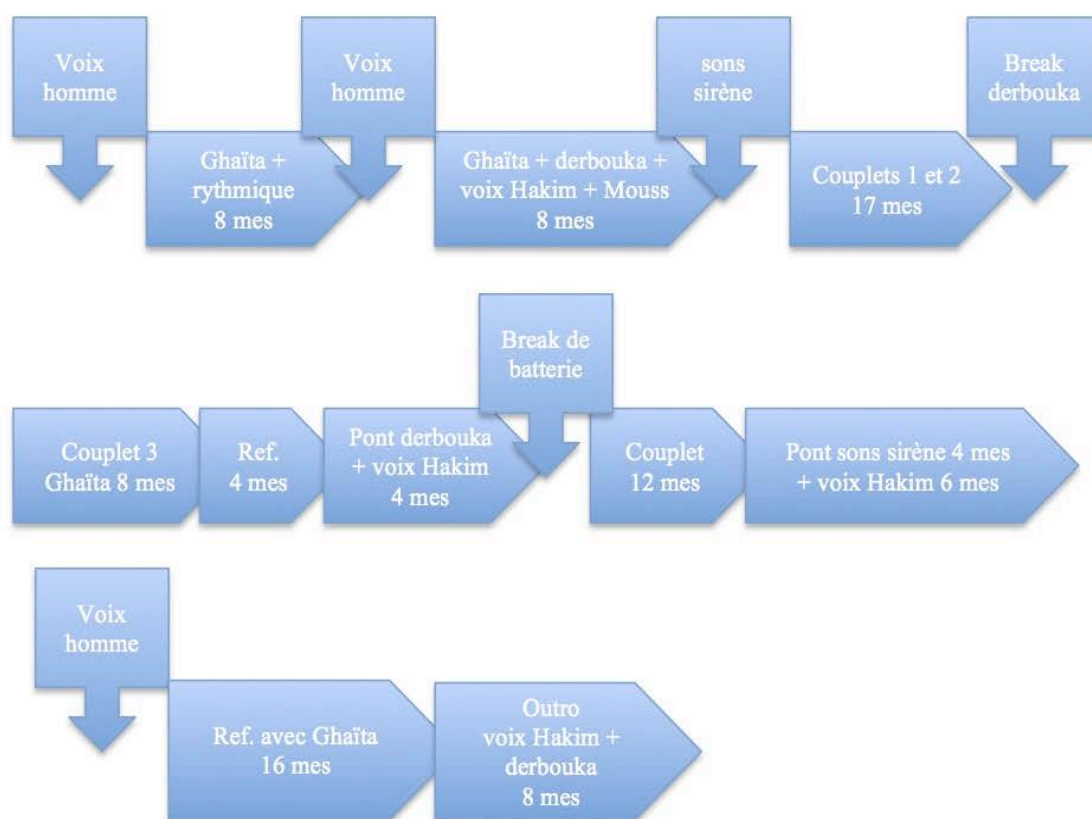 Voix
homme
Ghaïta +
rythmique
8 mes
Voix
homme
Ghaïta + derbouka +
voix Hakim + Mouss
8 mes
sons
sirène
Couplets 1 et 2
17 mes
Break
derbouka
Couplet 3
Ghaïta 8 mes
Ref.
4 mes
Pont derbouka
+ voix Hakim
4 mes
Break de
batterie
Couplet
12 mes
Pont sons sirène 4 mes
+ voix Hakim 6 mes
Voix
homme
Ref. avec Ghaïta
16 mes
Outro
voix Hakim +
derbouka
8 mes